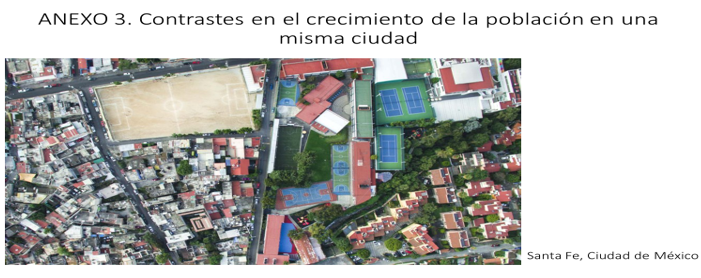 ANEXO 3. Contrastes en el crecimiento de la población en una
misma ciudad
Santa Fe, Ciudad de México